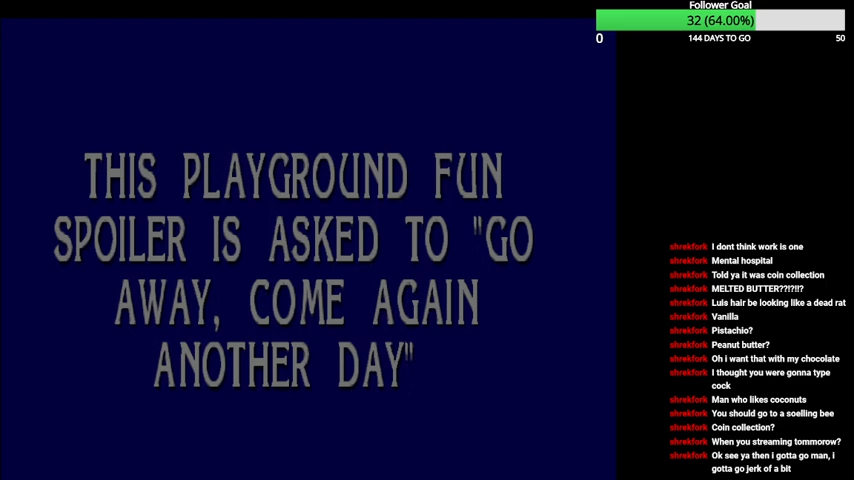 Follower Goal
32 (64.00%)
0
144 DAYS TO GO
50
THIS PLAYGROUND FUN
SPOILER IS ASKED TO "GO
AWAY, COME AGAIN
ANOTHER DAY"
shrekfork I dont think work is one
shrekfork Mental hospital
shrekfork Told ya it was coin collection
shrekfork MELTED BUTTER??!?!!?
shrekfork Luis hair be looking like a dead rat
shrekfork Vanilla
shrekfork Pistachio?
shrekfork Peanut butter?
shrekfork Oh i want that with my chocolate
shrekfork I thought you were gonna type
cock
shrekfork Man who likes coconuts
shrekfork You should go to a soelling bee
shrekfork Coin collection?
shrekfork When you streaming tommorow?
shrekfork Ok see ya then i gotta go man, i
gotta go jerk of a bit